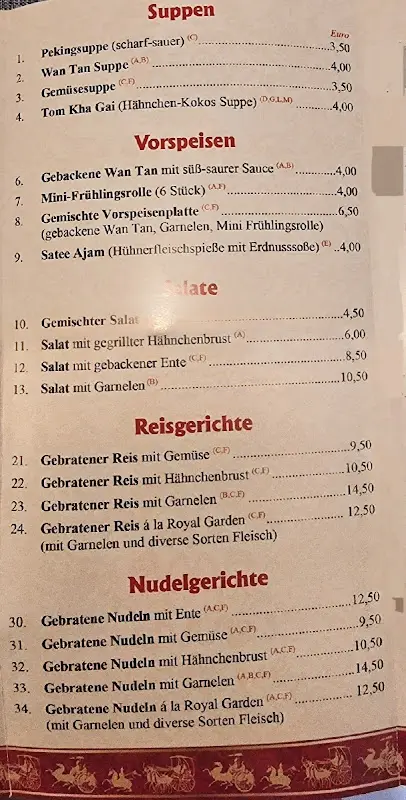 Suppen
Euro
1. Pekingsuppe (scharf-sauer) (C) 3,50
2. Wan Tan Suppe (A,B) 4,00
3. Gemüsesuppe (C,F) 3,50
4. Tom Kha Gai (Hähnchen-Kokos Suppe) (D,G,L,M) 4,00
Vorspeisen
6. Gebackene Wan Tan mit süß-saurer Sauce (A,B) 4,00
7. Mini-Frühlingsrolle (6 Stück) (A,F) 4,00
8. Gemischte Vorspeisenplatte (C,F) 6,50
(gebackene Wan Tan, Garnelen, Mini Frühlingsrolle)
9. Satee Ajam (Hühnerfleischspieße mit Erdnusssoße) (E) 4,00
Salate
10. Gemischter Salat 4,50
11. Salat mit gegrillter Hähnchenbrust (A) 6,00
12. Salat mit gebackener Ente (C,F) 8,50
13. Salat mit Garnelen (B) 10,50
Reisgerichte
21. Gebratener Reis mit Gemüse (C,F) 9,50
22. Gebratener Reis mit Hähnchenbrust (C,F) 10,50
23. Gebratener Reis mit Garnelen (B,C,F) 14,50
24. Gebratener Reis á la Royal Garden (C,F) 12,50
(mit Garnelen und diverse Sorten Fleisch)
Nudelgerichte
30. Gebratene Nudeln mit Ente (A,C,F) 12,50
31. Gebratene Nudeln mit Gemüse (A,C,F) 9,50
32. Gebratene Nudeln mit Hähnchenbrust (A,C,F) 10,50
33. Gebratene Nudeln mit Garnelen (A,B,C,F) 14,50
34. Gebratene Nudeln á la Royal Garden (A,C,F) 12,50
(mit Garnelen und diverse Sorten Fleisch)